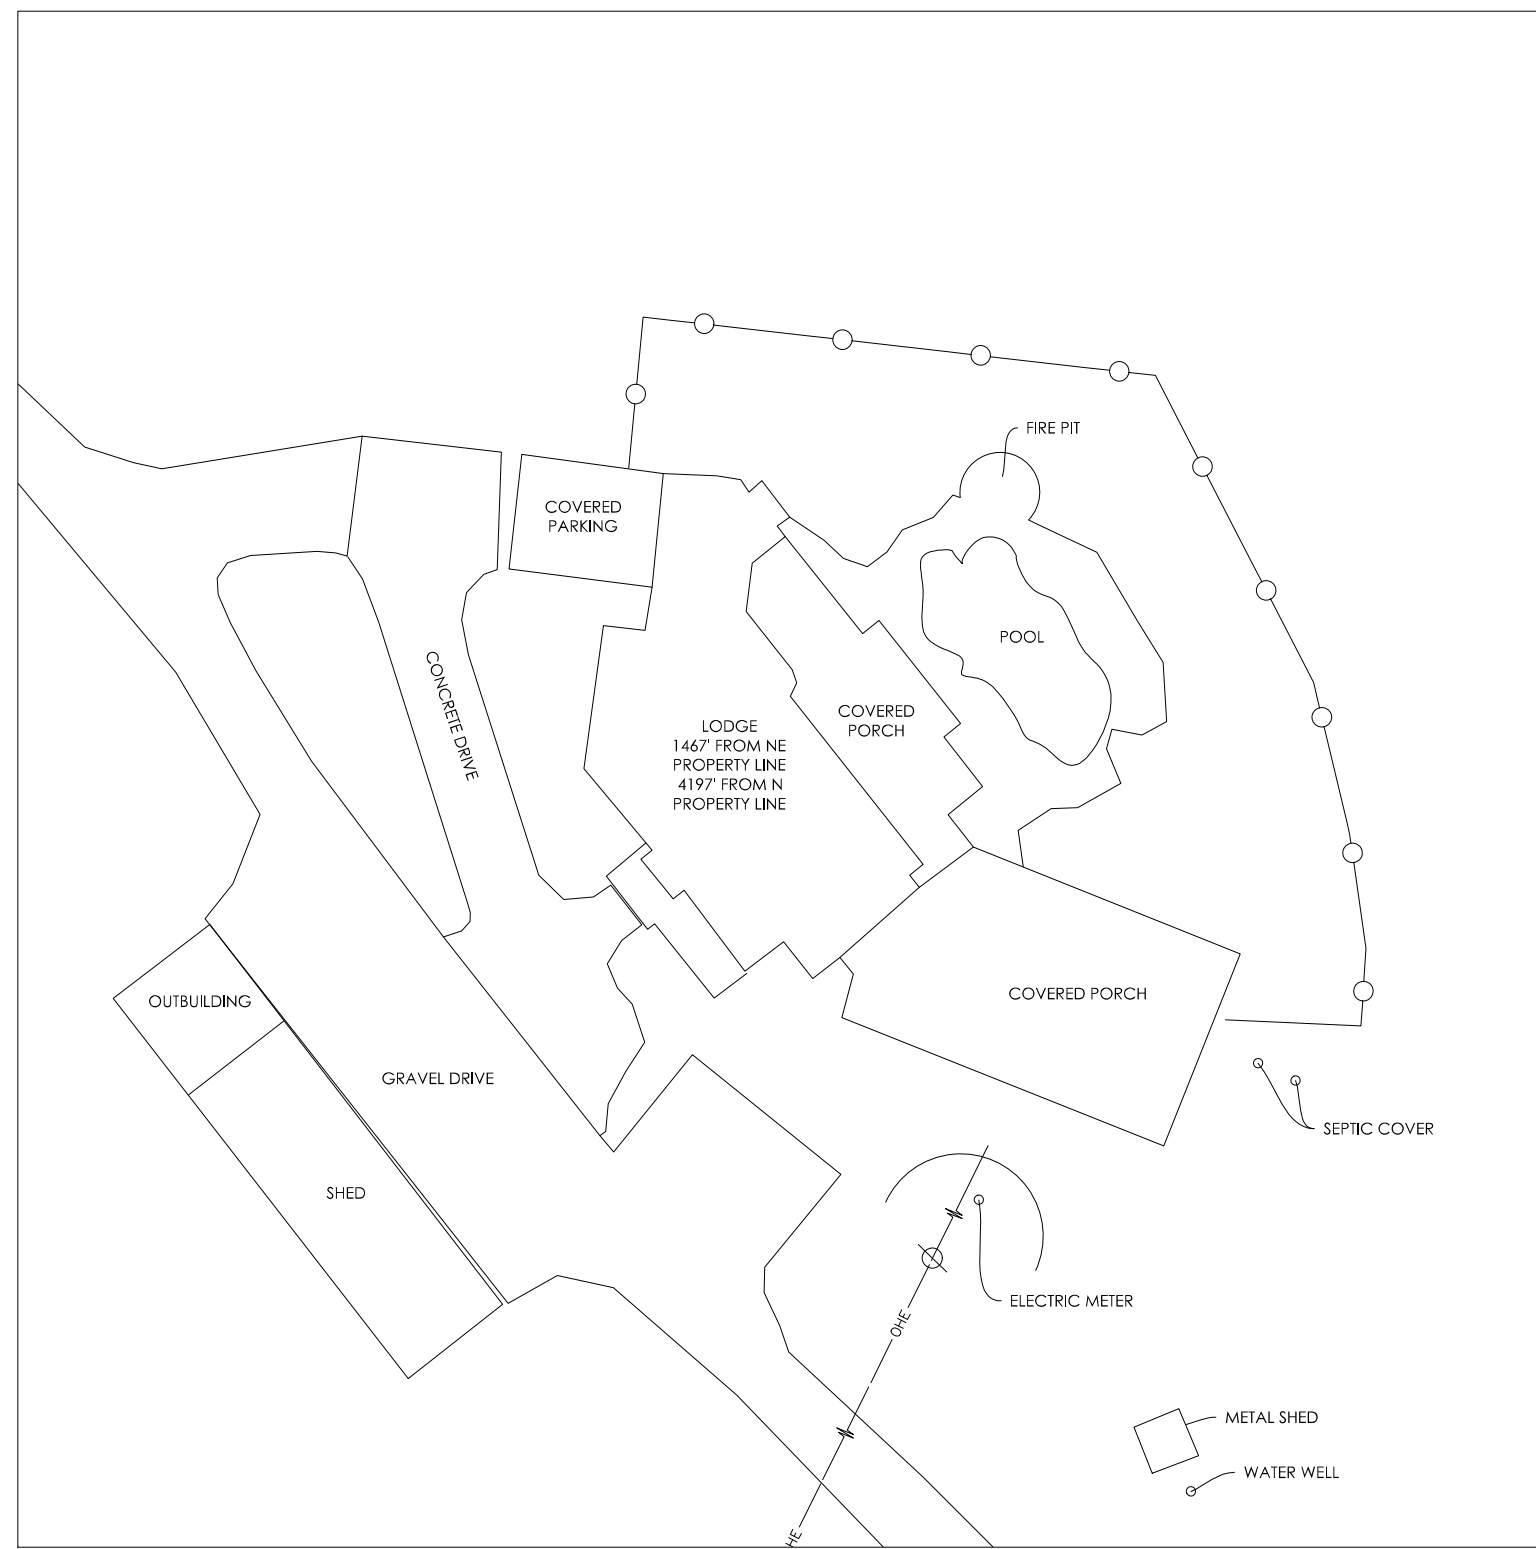 FIRE PIT
COVERED
PARKING
POOL
CONCRETE DRIVE
COVERED
PORCH
LODGE
1467' FROM NE
PROPERTY LINE
4197' FROM N
PROPERTY LINE
OUTBUILDING
COVERED PORCH
GRAVEL DRIVE
SEPTIC COVER
SHED
ELECTRIC METER
OHE
METAL SHED
WATER WELL
HE